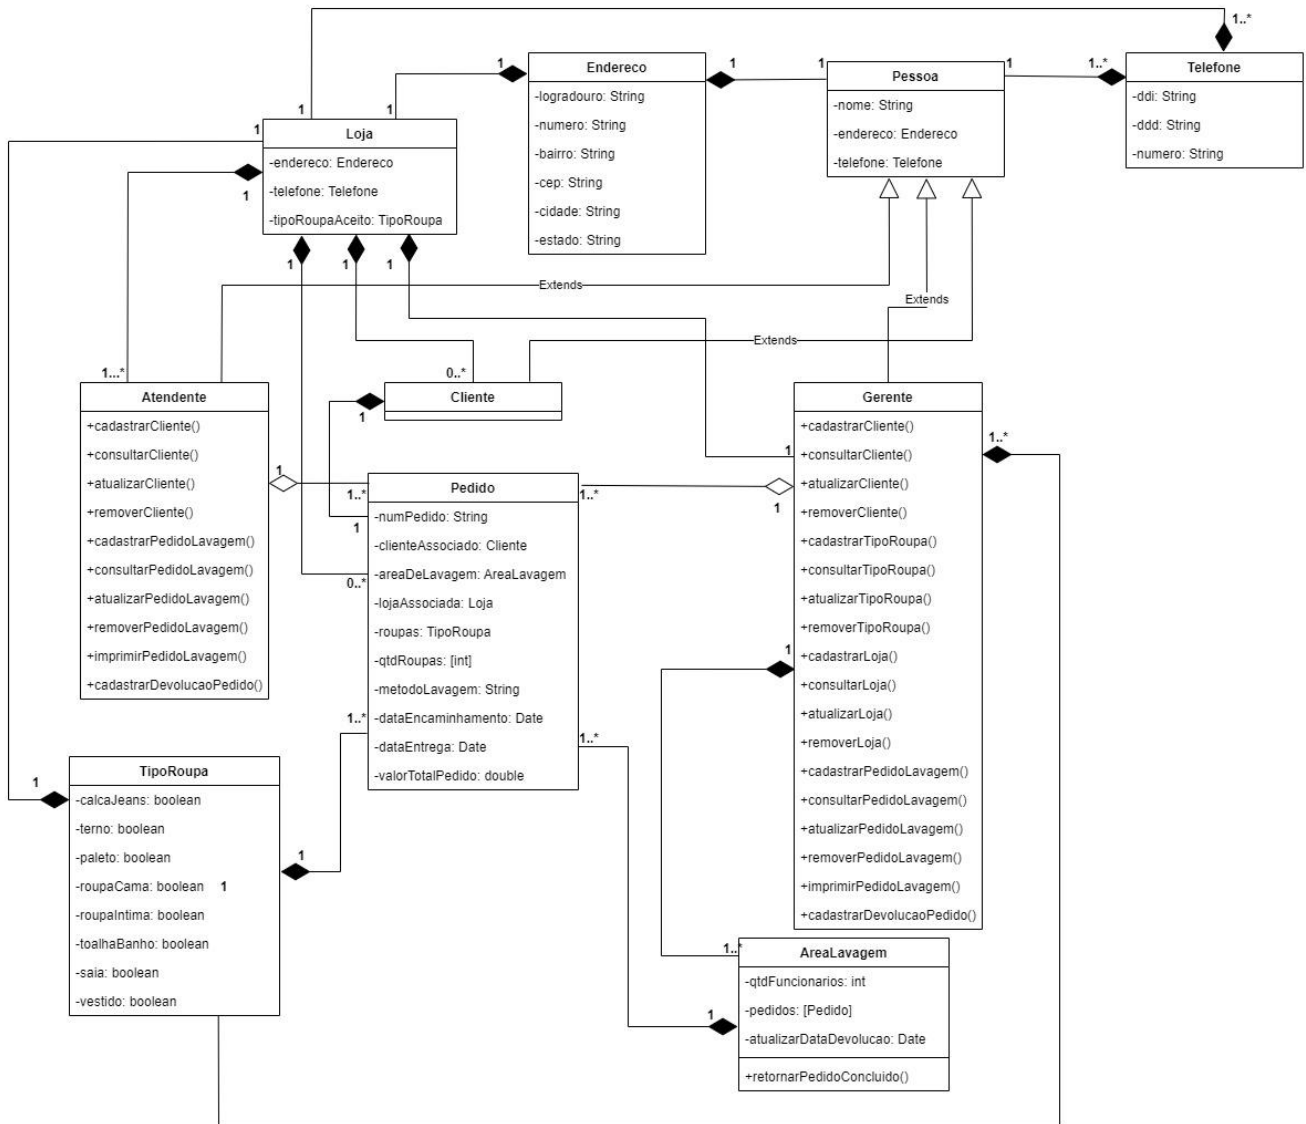 1..*
1
1
Endereco
-logradouro: String
-numero: String
-bairro: String
-cep: String
-cidade: String
-estado: String
1
1
Pessoa
-nome: String
-endereco: Endereco
-telefone: Telefone
1
1..*
Telefone
-ddi: String
-ddd: String
-numero: String
1
1
1
Loja
-endereco: Endereco
-telefone: Telefone
-tipoRoupaAceito: TipoRoupa
1
1
1
Extends
Extends
Extends
1...*
Atendente
+cadastrarCliente()
+consultarCliente()
+atualizarCliente()
+removerCliente()
+cadastrarPedidoLavagem()
+consultarPedidoLavagem()
+atualizarPedidoLavagem()
+removerPedidoLavagem()
+imprimirPedidoLavagem()
+cadastrarDevolucaoPedido()
0..*
Cliente
1
1
1..*
1
0..*
Pedido
-numPedido: String
-clienteAssociado: Cliente
-areaDeLavagem: AreaLavagem
-lojaAssociada: Loja
-roupas: TipoRoupa
-qtdRoupas: [int]
-metodoLavagem: String
-dataEncaminhamento: Date
-dataEntrega: Date
-valorTotalPedido: double
1..*
1..*
1..*
1
1
1
1..*
Gerente
+cadastrarCliente()
+consultarCliente()
+atualizarCliente()
+removerCliente()
+cadastrarTipoRoupa()
+consultarTipoRoupa()
+atualizarTipoRoupa()
+removerTipoRoupa()
+cadastrarLoja()
+consultarLoja()
+atualizarLoja()
+removerLoja()
+cadastrarPedidoLavagem()
+consultarPedidoLavagem()
+atualizarPedidoLavagem()
+removerPedidoLavagem()
+imprimirPedidoLavagem()
+cadastrarDevolucaoPedido()
1
TipoRoupa
-calcaJeans: boolean
-terno: boolean
-paleto: boolean
-roupaCama: boolean 1
-roupaIntima: boolean
-toalhaBanho: boolean
-saia: boolean
-vestido: boolean
1
1..*
AreaLavagem
-qtdFuncionarios: int
-pedidos: [Pedido]
-atualizarDataDevolucao: Date
+retornarPedidoConcluido()
1